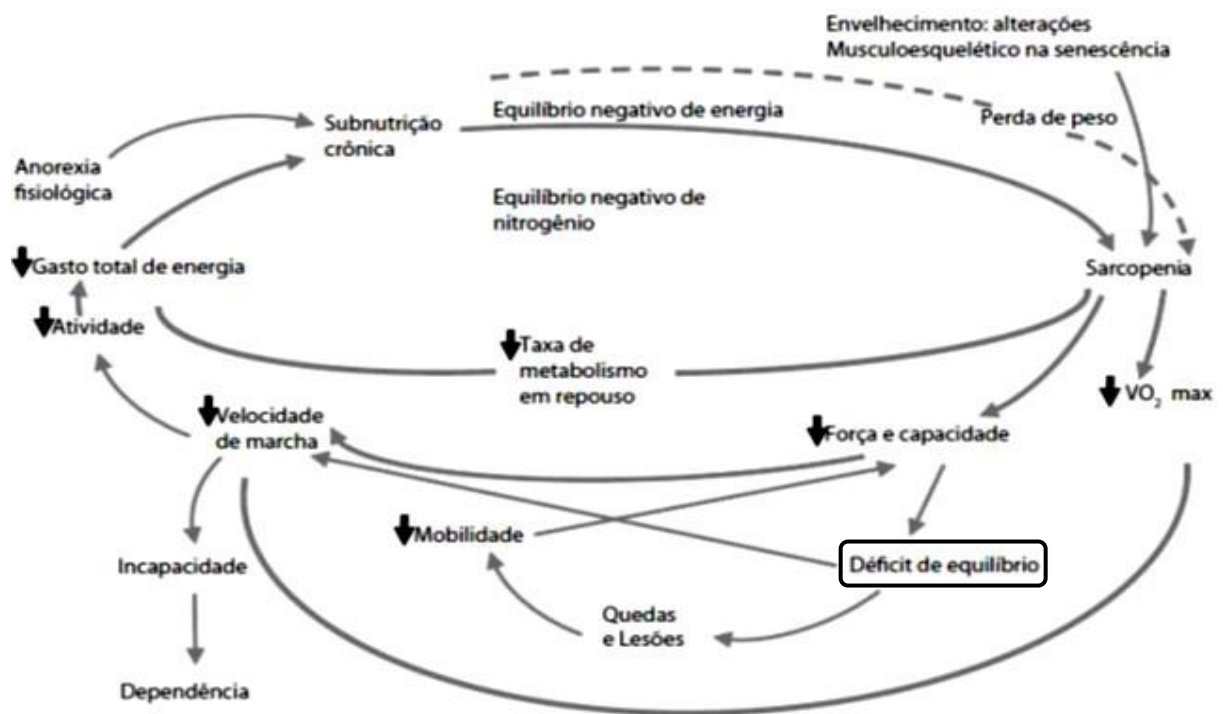 Envelhecimento: alterações
Musculoesquelético na senescência
Equilíbrio negativo de energia
Perda de peso
Subnutrição
crônica
Anorexia
fisiológica
Equilíbrio negativo de
nitrogênio
Gasto total de energia
Sarcopenia
Atividade
Taxa de
metabolismo
em repouso
VO₂ max
Velocidade
de marcha
Força e capacidade
Mobilidade
Incapacidade
Déficit de equilíbrio
Quedas
e Lesões
Dependência